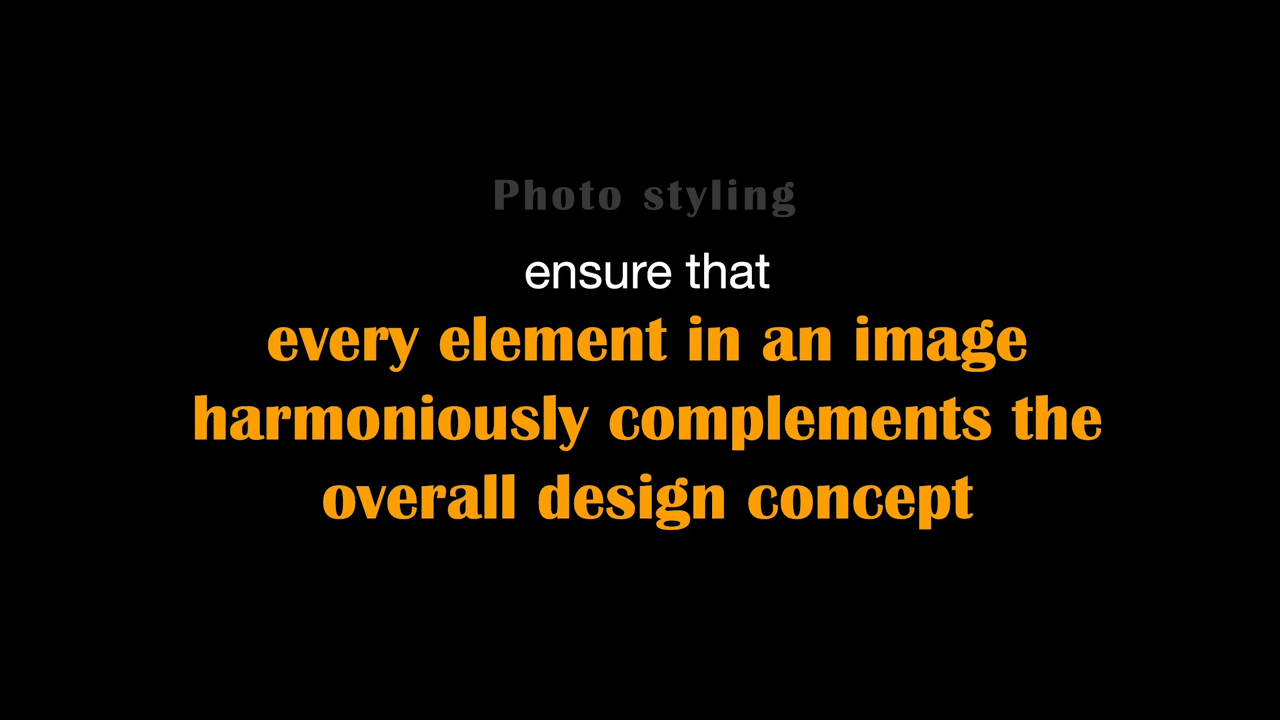 Photo styling
ensure that
every element in an image
harmoniously complements the
overall design concept